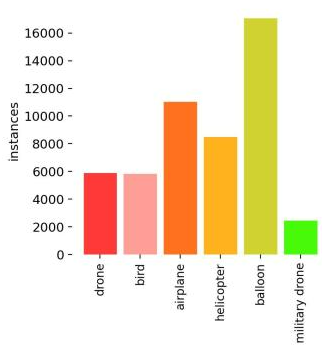 instances
16000
14000
12000
10000
8000
6000
4000
2000
0
drone
bird
airplane
helicopter
balloon
military drone